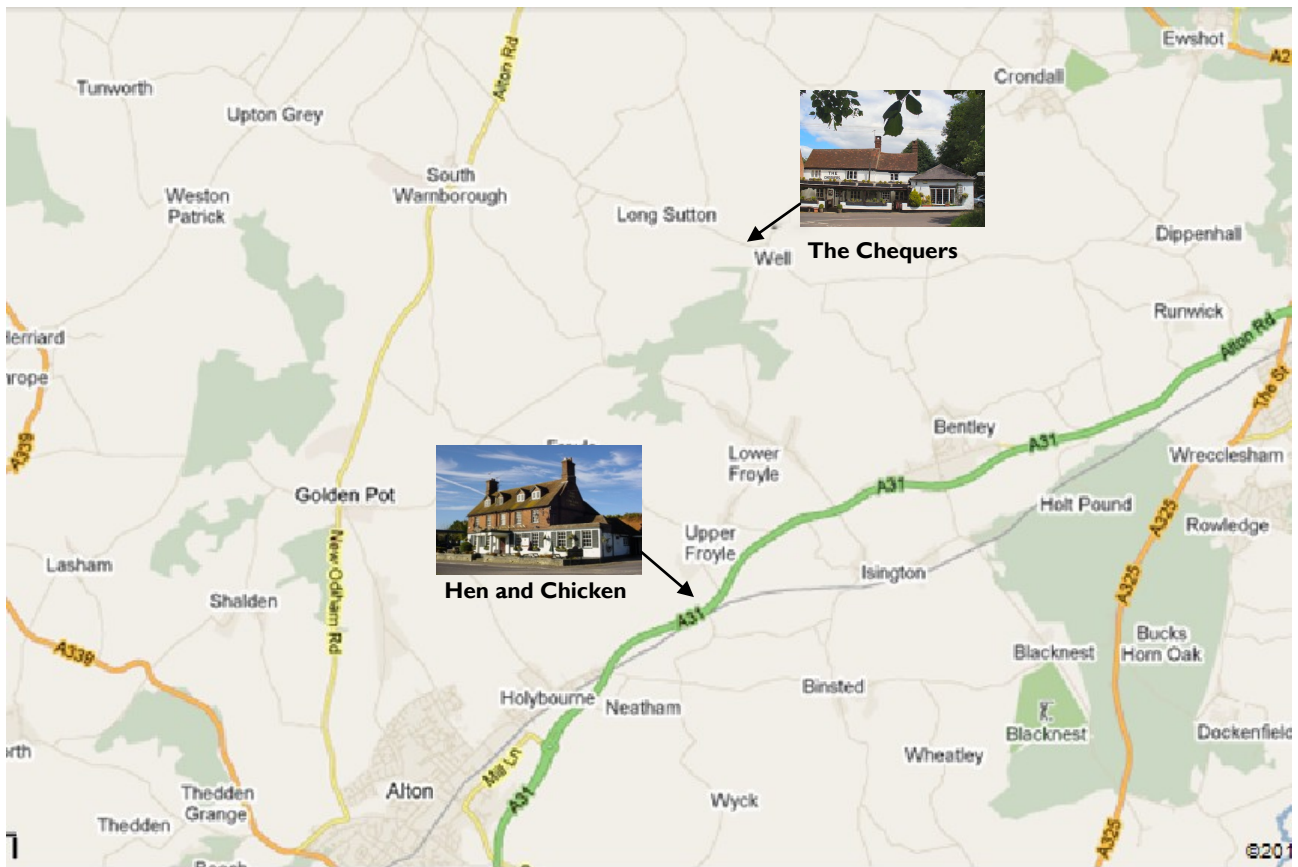 Ewshot
Crondall
Tunworth
Alton Rd
Upton Grey
South
Warnborough
Weston
Patrick
Long Sutton
The Chequers
Well
Dippenhall
Runwick
Alton Rd
The St
A339
Bentley
A31
A31
Lower
Froyle
Wrecclesham
Golden Pot
Holt Pound
A325
Rowledge
Upper
Froyle
New Odiham Rd
Lasham
Isington
Hen and Chicken
Shalden
A31
A325
A339
Blacknest
Bucks
Horn Oak
Holybourne
Neatham
Binsted
Blacknest
Dockenfield
Wheatley
Mill Ln
Thedden
Grange
Alton
A31
Wyck
Thedden
A325